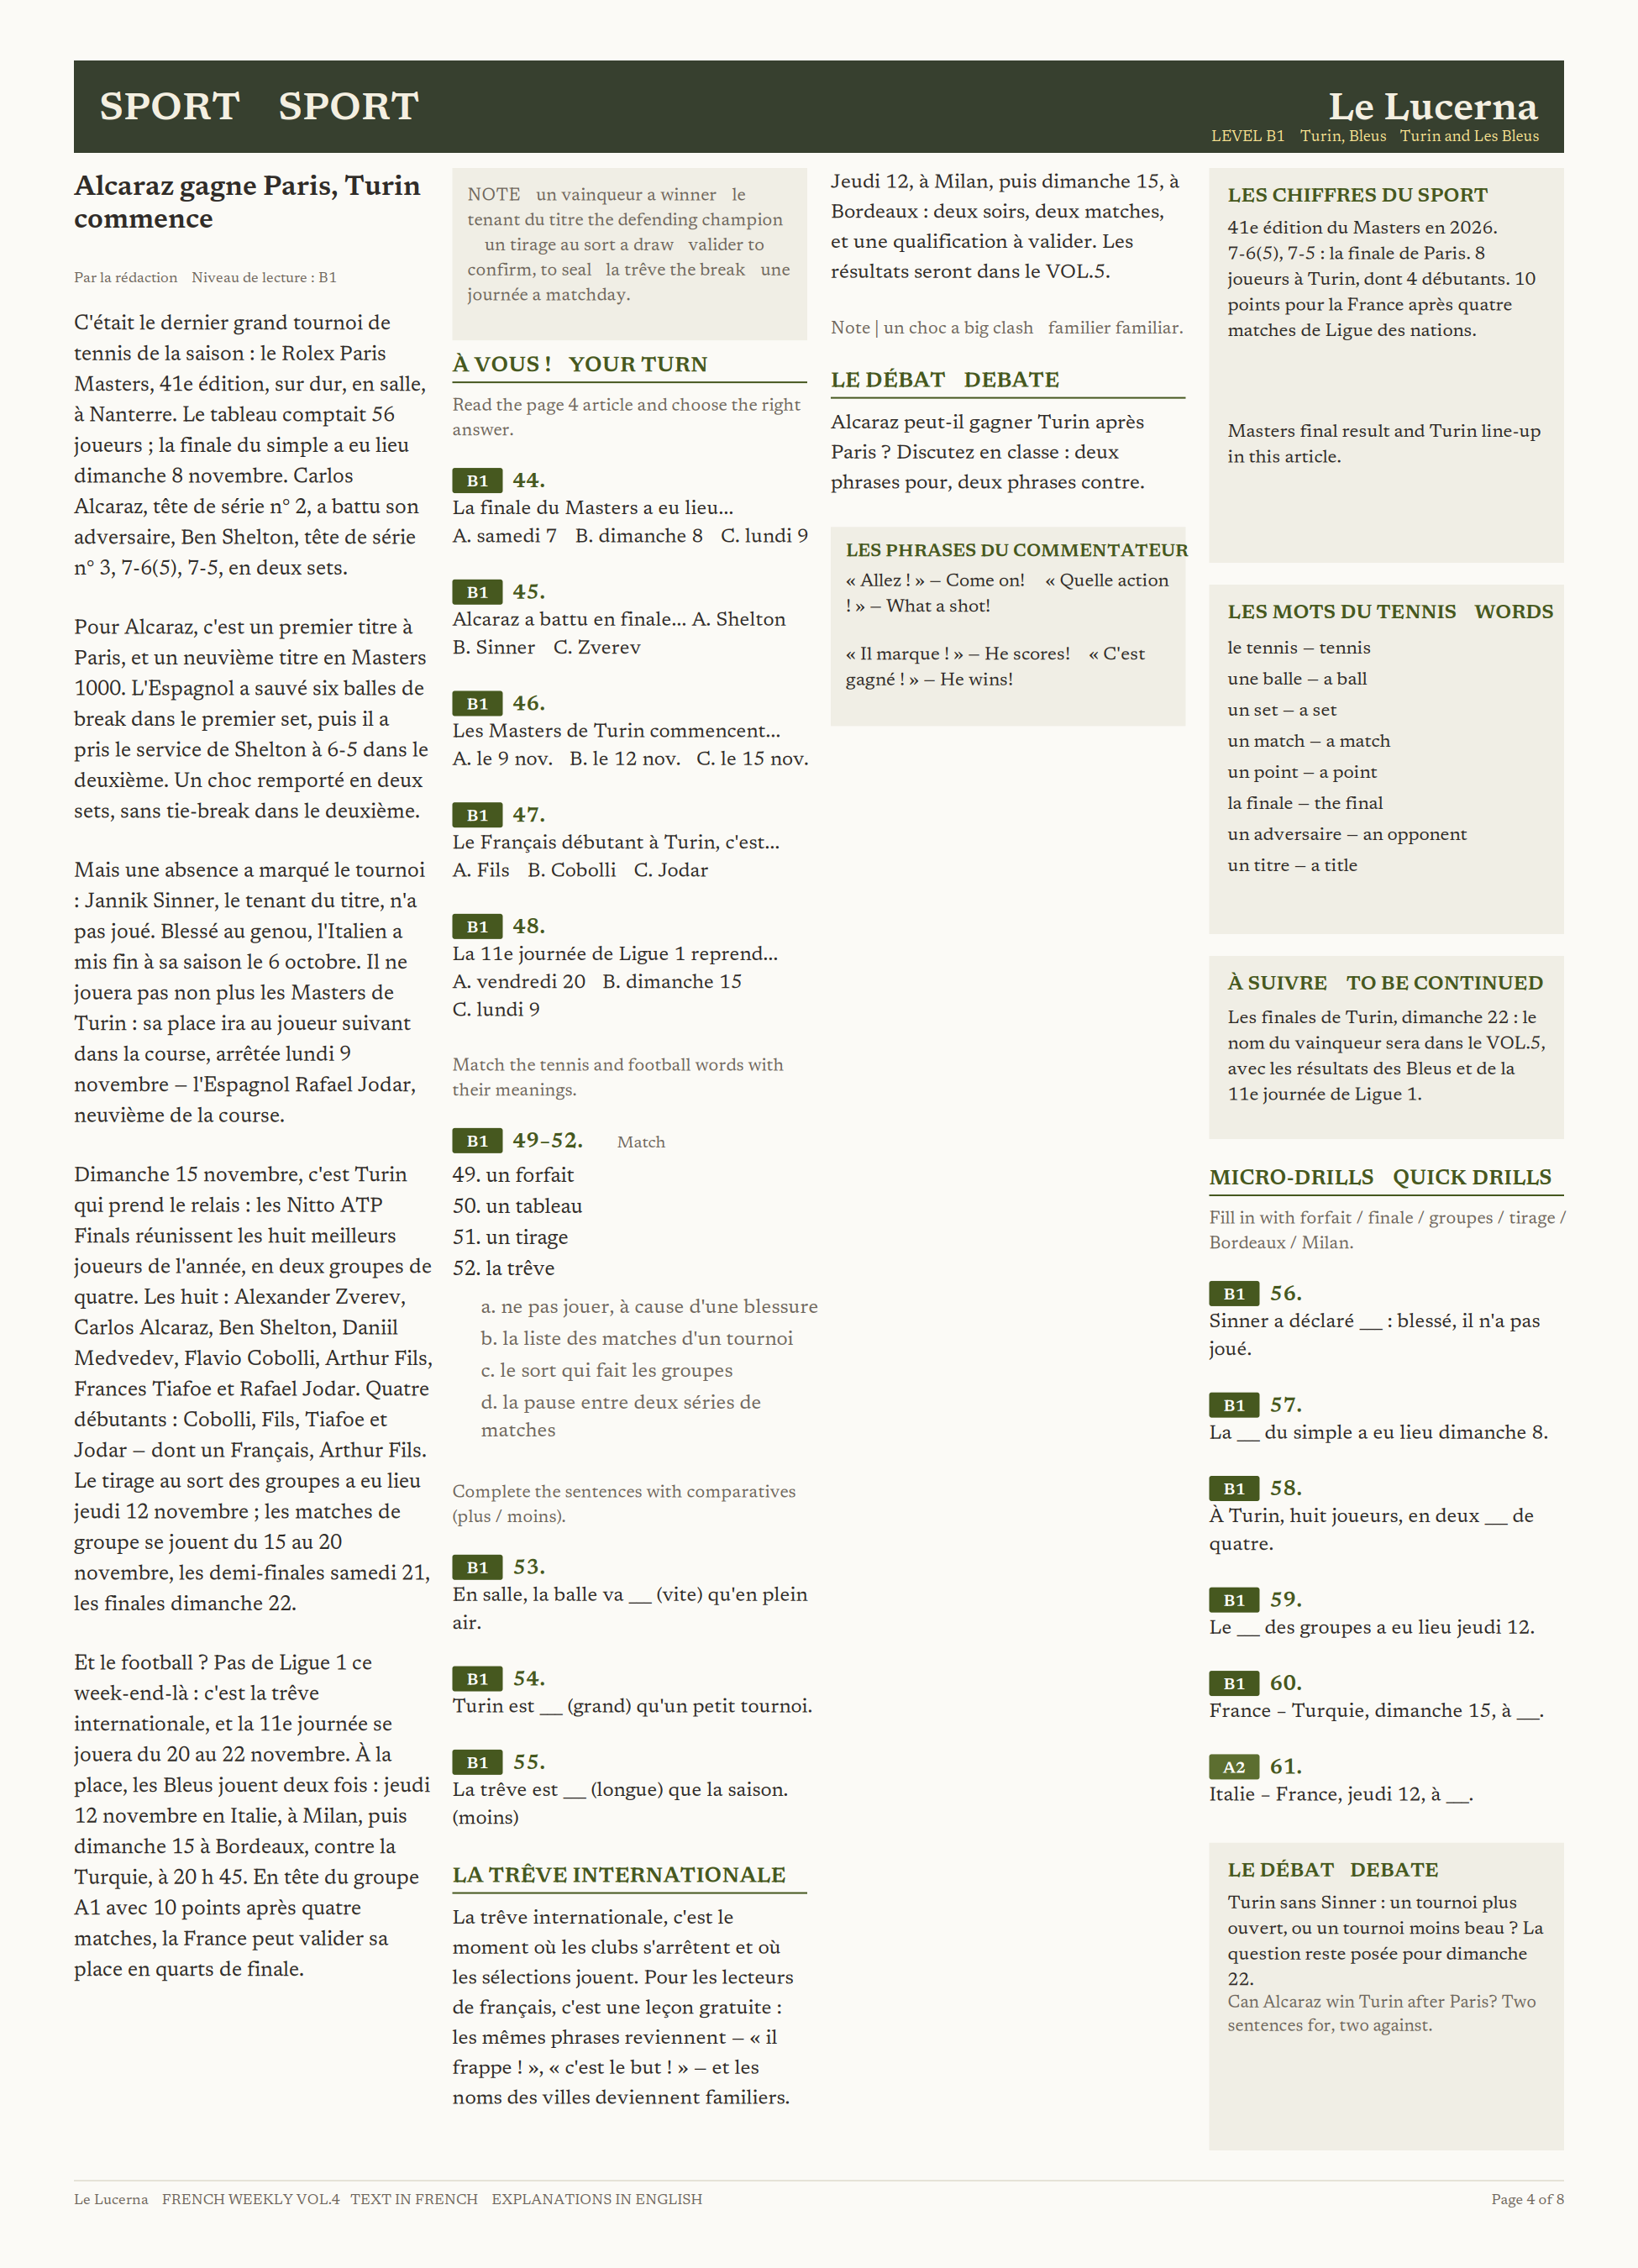 SPORT SPORT
Le Lucerna
LEVEL B1 Turin, Bleus Turin and Les Bleus
Alcaraz gagne Paris, Turin
commence
Par la rédaction Niveau de lecture : B1
C'était le dernier grand tournoi de
tennis de la saison : le Rolex Paris
Masters, 41e édition, sur dur, en salle,
à Nanterre. Le tableau comptait 56
joueurs ; la finale du simple a eu lieu
dimanche 8 novembre. Carlos
Alcaraz, tête de série n° 2, a battu son
adversaire, Ben Shelton, tête de série
n° 3, 7-6(5), 7-5, en deux sets.
Pour Alcaraz, c'est un premier titre à
Paris, et un neuvième titre en Masters
1000. L'Espagnol a sauvé six balles de
break dans le premier set, puis il a
pris le service de Shelton à 6-5 dans le
deuxième. Un choc remporté en deux
sets, sans tie-break dans le deuxième.
Mais une absence a marqué le tournoi
: Jannik Sinner, le tenant du titre, n'a
pas joué. Blessé au genou, l'Italien a
mis fin à sa saison le 6 octobre. Il ne
jouera pas non plus les Masters de
Turin : sa place ira au joueur suivant
dans la course, arrêtée lundi 9
novembre – l'Espagnol Rafael Jodar,
neuvième de la course.
Dimanche 15 novembre, c'est Turin
qui prend le relais : les Nitto ATP
Finals réunissent les huit meilleurs
joueurs de l'année, en deux groupes de
quatre. Les huit : Alexander Zverev,
Carlos Alcaraz, Ben Shelton, Daniil
Medvedev, Flavio Cobolli, Arthur Fils,
Frances Tiafoe et Rafael Jodar. Quatre
débutants : Cobolli, Fils, Tiafoe et
Jodar – dont un Français, Arthur Fils.
Le tirage au sort des groupes a eu lieu
jeudi 12 novembre ; les matches de
groupe se jouent du 15 au 20
novembre, les demi-finales samedi 21,
les finales dimanche 22.
Et le football ? Pas de Ligue 1 ce
week-end-là : c'est la trêve
internationale, et la 11e journée se
jouera du 20 au 22 novembre. À la
place, les Bleus jouent deux fois : jeudi
12 novembre en Italie, à Milan, puis
dimanche 15 à Bordeaux, contre la
Turquie, à 20 h 45. En tête du groupe
A1 avec 10 points après quatre
matches, la France peut valider sa
place en quarts de finale.
NOTE un vainqueur a winner le
tenant du titre the defending champion
un tirage au sort a draw valider to
confirm, to seal la trêve the break une
journée a matchday.
À VOUS ! YOUR TURN
Read the page 4 article and choose the right
answer.
B1 44.
La finale du Masters a eu lieu...
A. samedi 7 B. dimanche 8 C. lundi 9
B1 45.
Alcaraz a battu en finale... A. Shelton
B. Sinner C. Zverev
B1 46.
Les Masters de Turin commencent...
A. le 9 nov. B. le 12 nov. C. le 15 nov.
B1 47.
Le Français débutant à Turin, c'est...
A. Fils B. Cobolli C. Jodar
B1 48.
La 11e journée de Ligue 1 reprend...
A. vendredi 20 B. dimanche 15
C. lundi 9
Match the tennis and football words with
their meanings.
B1 49–52. Match
49. un forfait
50. un tableau
51. un tirage
52. la trêve
a. ne pas jouer, à cause d'une blessure
b. la liste des matches d'un tournoi
c. le sort qui fait les groupes
d. la pause entre deux séries de
matches
Complete the sentences with comparatives
(plus / moins).
B1 53.
En salle, la balle va __ (vite) qu'en plein
air.
B1 54.
Turin est __ (grand) qu'un petit tournoi.
B1 55.
La trêve est __ (longue) que la saison.
(moins)
LA TRÊVE INTERNATIONALE
La trêve internationale, c'est le
moment où les clubs s'arrêtent et où
les sélections jouent. Pour les lecteurs
de français, c'est une leçon gratuite :
les mêmes phrases reviennent – « il
frappe ! », « c'est le but ! » – et les
noms des villes deviennent familiers.
Jeudi 12, à Milan, puis dimanche 15, à
Bordeaux : deux soirs, deux matches,
et une qualification à valider. Les
résultats seront dans le VOL.5.
Note | un choc a big clash familier familiar.
LE DÉBAT DEBATE
Alcaraz peut-il gagner Turin après
Paris ? Discutez en classe : deux
phrases pour, deux phrases contre.
LES PHRASES DU COMMENTATEUR
« Allez ! » – Come on! « Quelle action
! » – What a shot!
« Il marque ! » – He scores! « C'est
gagné ! » – He wins!
LES CHIFFRES DU SPORT
41e édition du Masters en 2026.
7-6(5), 7-5 : la finale de Paris. 8
joueurs à Turin, dont 4 débutants. 10
points pour la France après quatre
matches de Ligue des nations.
Masters final result and Turin line-up
in this article.
LES MOTS DU TENNIS WORDS
le tennis – tennis
une balle – a ball
un set – a set
un match – a match
un point – a point
la finale – the final
un adversaire – an opponent
un titre – a title
À SUIVRE TO BE CONTINUED
Les finales de Turin, dimanche 22 : le
nom du vainqueur sera dans le VOL.5,
avec les résultats des Bleus et de la
11e journée de Ligue 1.
MICRO-DRILLS QUICK DRILLS
Fill in with forfait / finale / groupes / tirage /
Bordeaux / Milan.
B1 56.
Sinner a déclaré __ : blessé, il n'a pas
joué.
B1 57.
La __ du simple a eu lieu dimanche 8.
B1 58.
À Turin, huit joueurs, en deux __ de
quatre.
B1 59.
Le __ des groupes a eu lieu jeudi 12.
B1 60.
France – Turquie, dimanche 15, à __.
A2 61.
Italie – France, jeudi 12, à __.
LE DÉBAT DEBATE
Turin sans Sinner : un tournoi plus
ouvert, ou un tournoi moins beau ? La
question reste posée pour dimanche
22.
Can Alcaraz win Turin after Paris? Two
sentences for, two against.
Le Lucerna FRENCH WEEKLY VOL.4 TEXT IN FRENCH EXPLANATIONS IN ENGLISH
Page 4 of 8